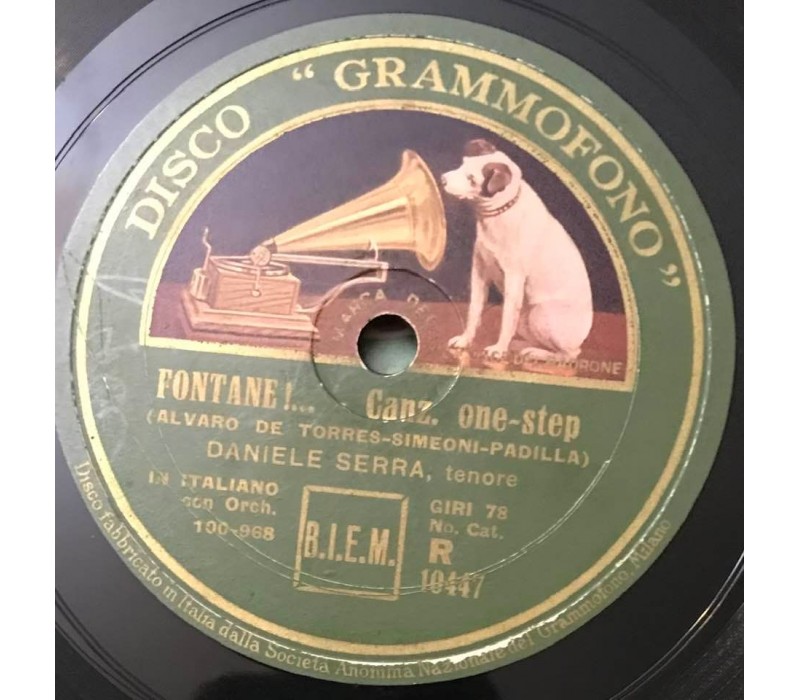 DISCO "GRAMMOFONO"
MARCA DEL
FONTANE!... Canz. one-step
(ALVARO DE TORRES-SIMEONI-PADILLA)
DANIELE SERRA, tenore
IN ITALIANO
con Orch.
100-968
B.I.E.M.
GIRI 78
No. Cat.
R
10447
Disco fabbricato in Italia dalla Società Anonima Nazionale del "Grammofono", Milano